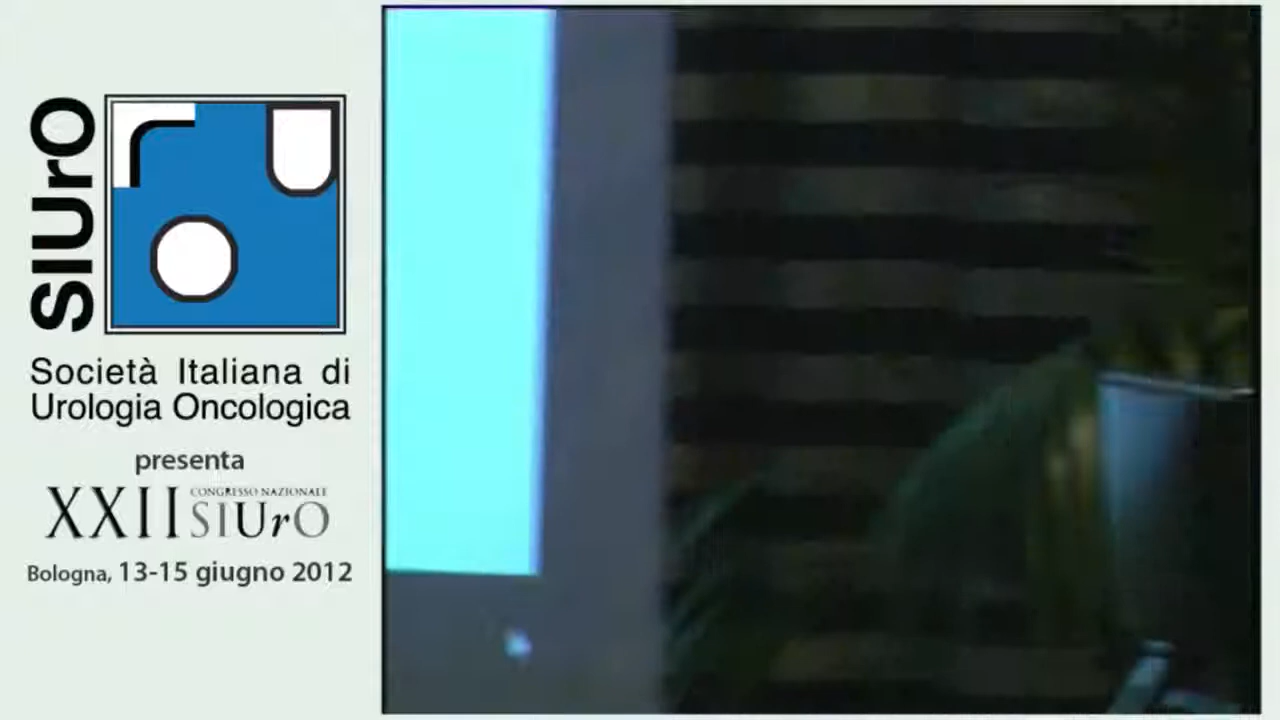 SIUrO
Società Italiana di
Urologia Oncologica
presenta
XXII CONGRESSO NAZIONALE
SIUrO
Bologna, 13-15 giugno 2012